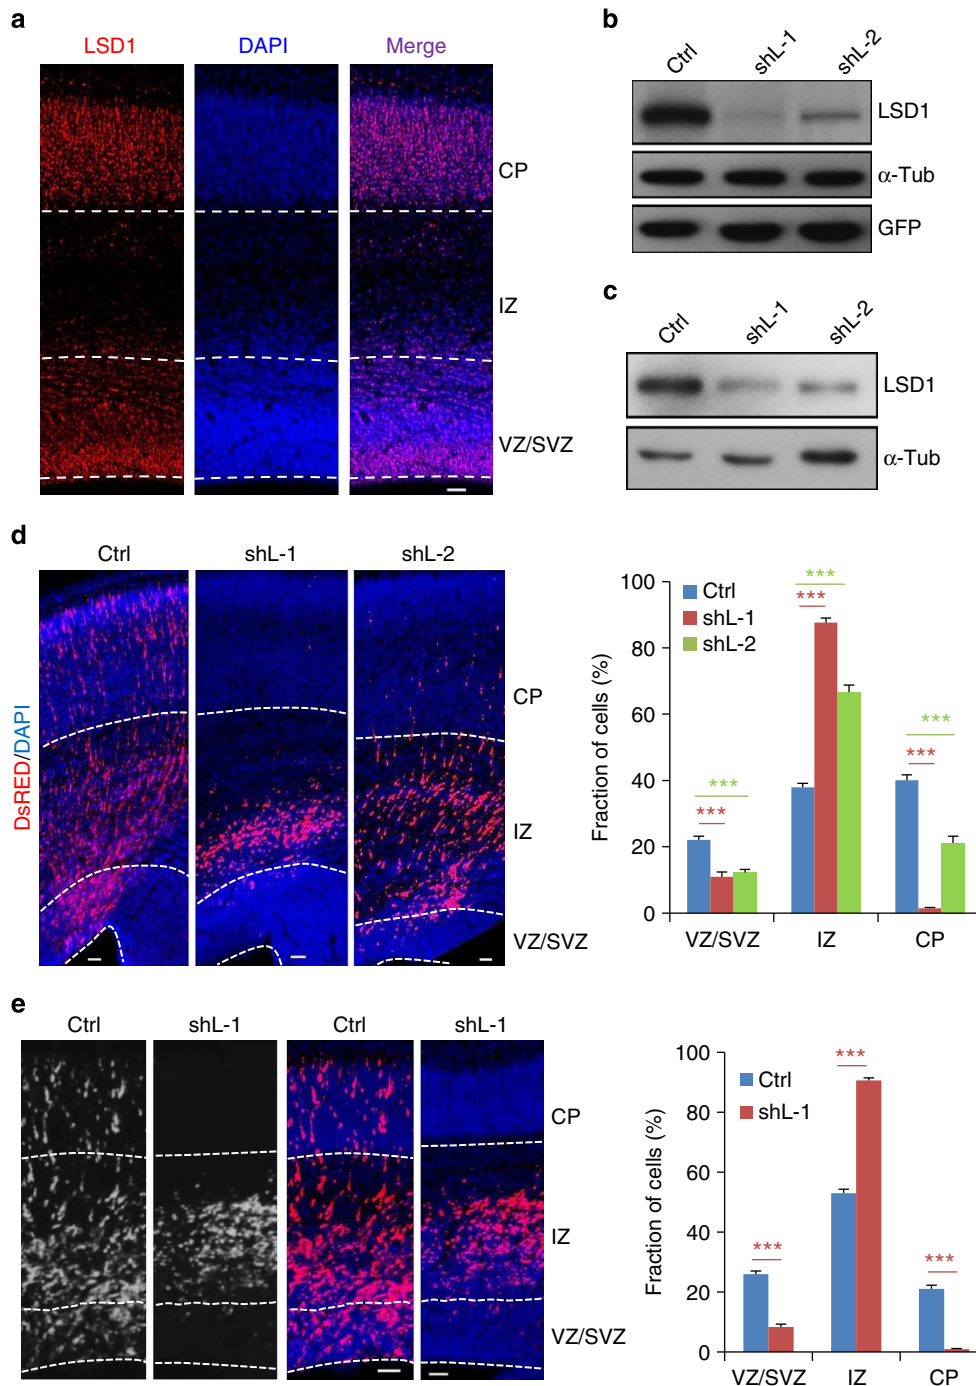 a
LSD1 DAPI Merge
CP
IZ
VZ/SVZ
b
Ctrl shL-1 shL-2
LSD1
α-Tub
GFP
c
Ctrl shL-1 shL-2
LSD1
α-Tub
d
Ctrl shL-1 shL-2
DsRED/DAPI
CP
IZ
VZ/SVZ
Fraction of cells (%)
100
80
60
40
20
0
Ctrl
shL-1
shL-2
*** ***
*** ***
*** ***
VZ/SVZ IZ CP
e
Ctrl shL-1 Ctrl shL-1
CP
IZ
VZ/SVZ
Fraction of cells (%)
100
80
60
40
20
0
Ctrl
shL-1
*** *** ***
VZ/SVZ IZ CP